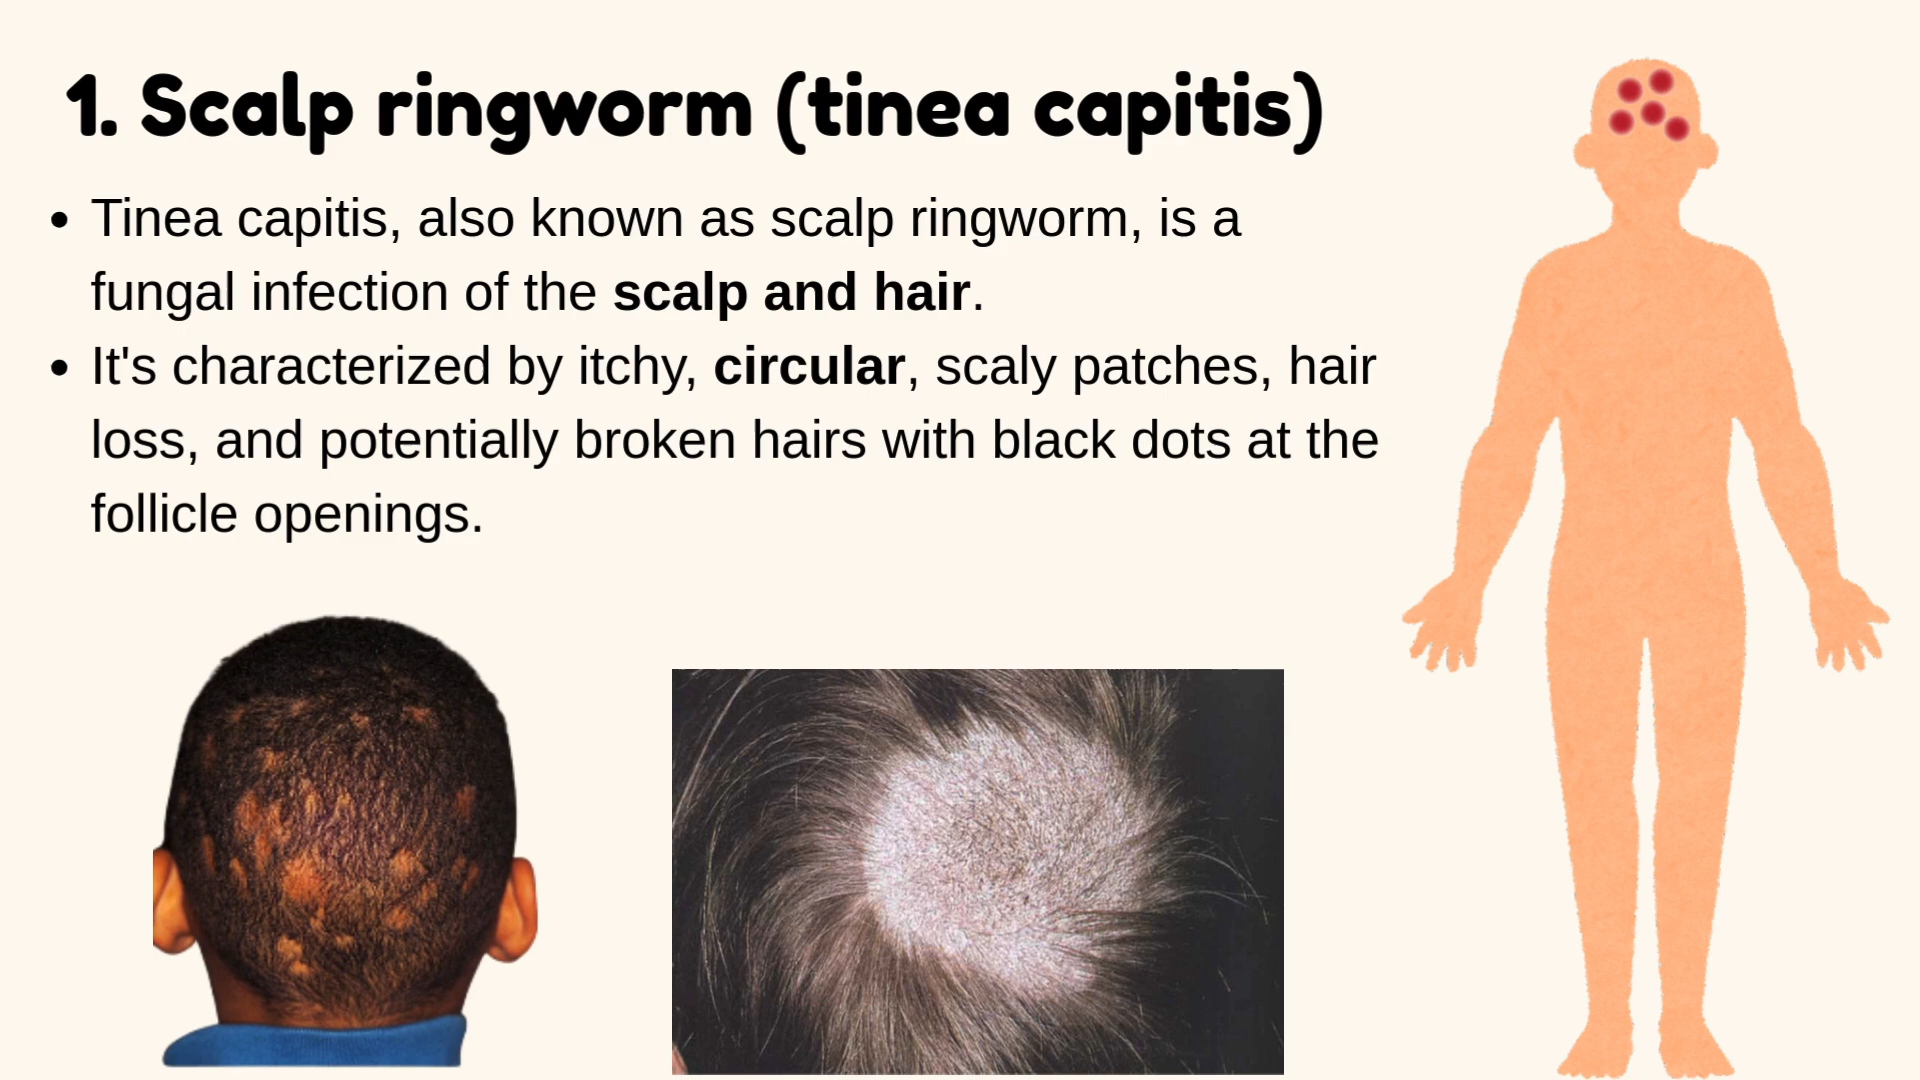 1. Scalp ringworm (tinea capitis)
• Tinea capitis, also known as scalp ringworm, is a
fungal infection of the scalp and hair.
• It's characterized by itchy, circular, scaly patches, hair
loss, and potentially broken hairs with black dots at the
follicle openings.